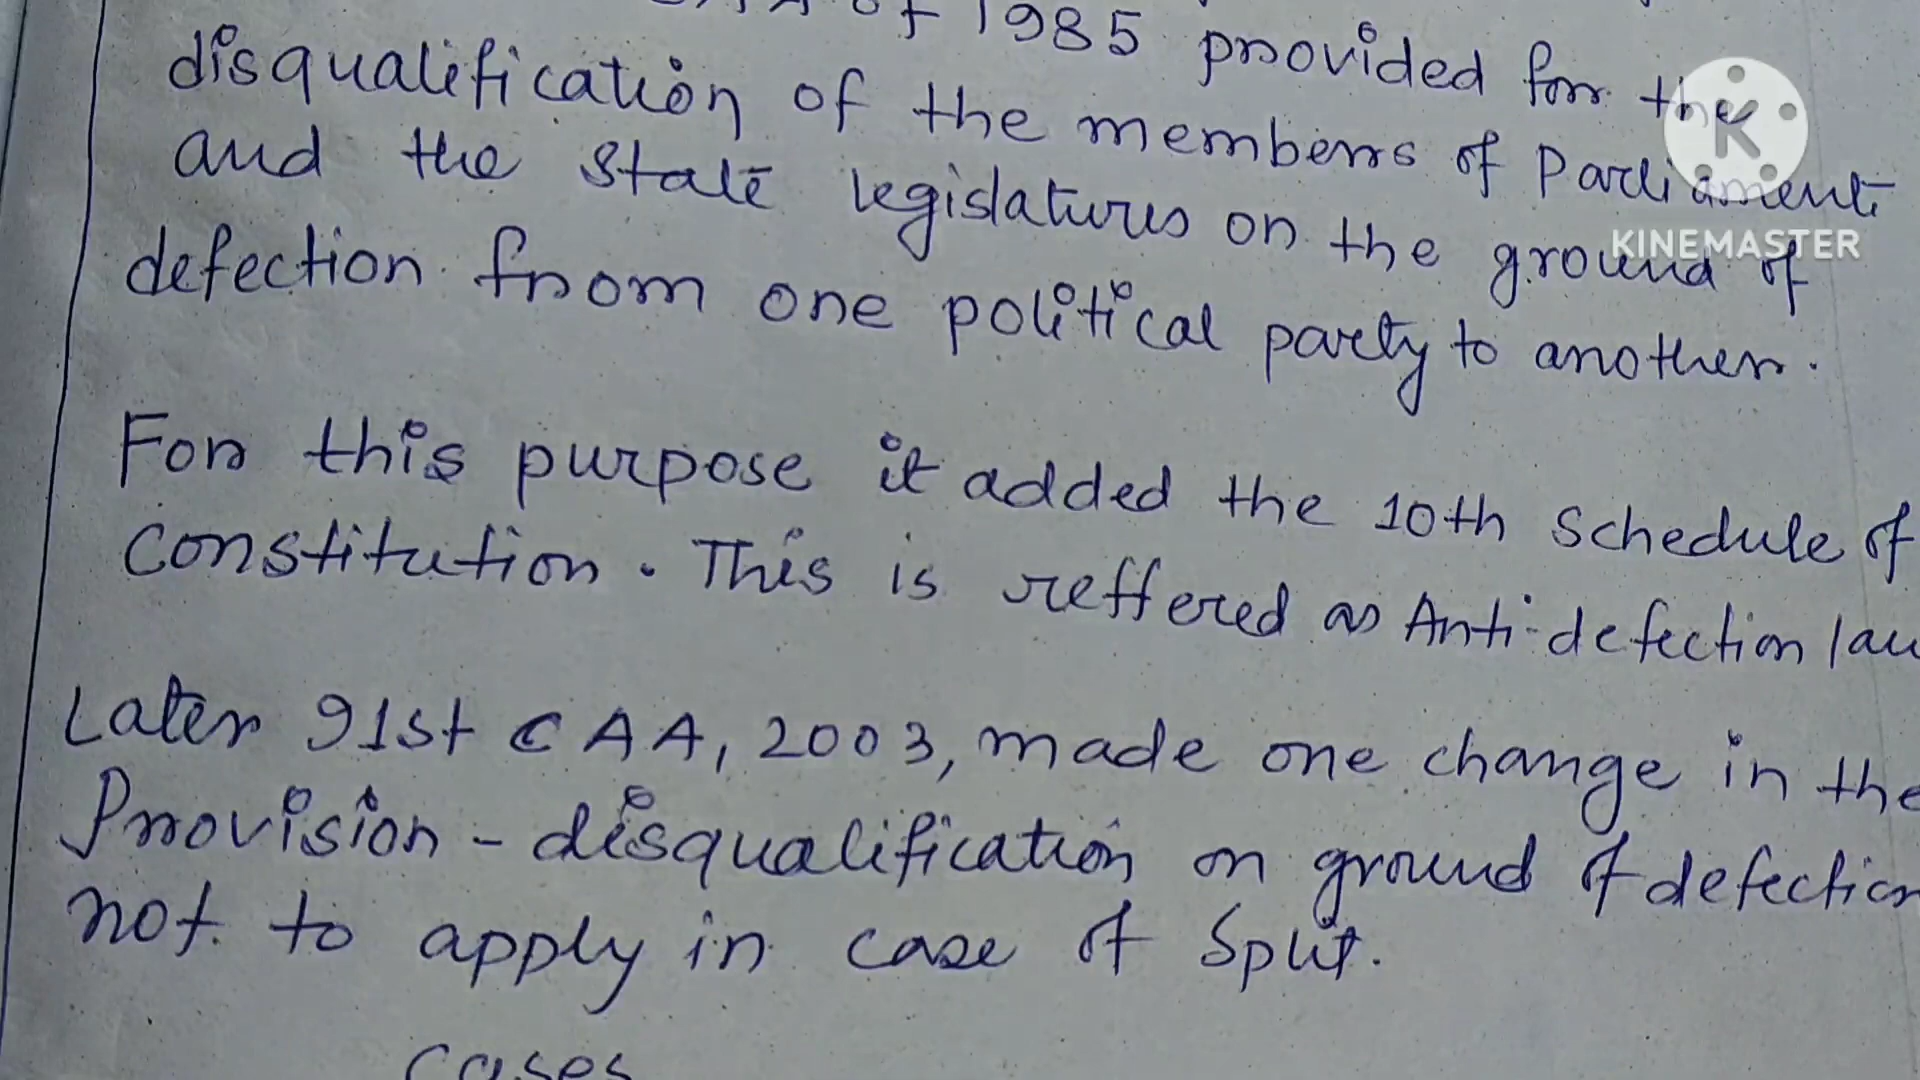 of 1985 provided for the
disqualification of the members of Parliament
and the State legislatures on the ground of
defection from one political party to another.
For this purpose it added the 10th Schedule of
Constitution. This is reffered as Anti-defection law
Later 91st CAA, 2003, made one change in the
Provision - disqualification on ground of defection
not to apply in case of Split.
Cases
KINEMASTER